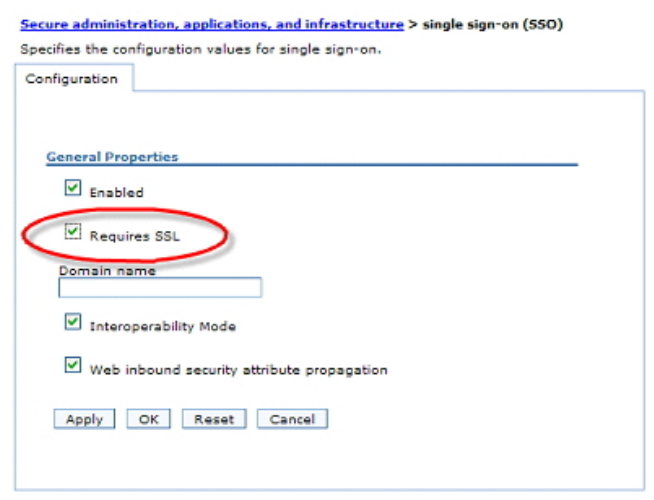 Secure administration, applications, and infrastructure > single sign-on (SSO)
Specifies the configuration values for single sign-on.
Configuration
General Properties
Enabled
Requires SSL
Domain name
Interoperability Mode
Web inbound security attribute propagation
Apply OK Reset Cancel